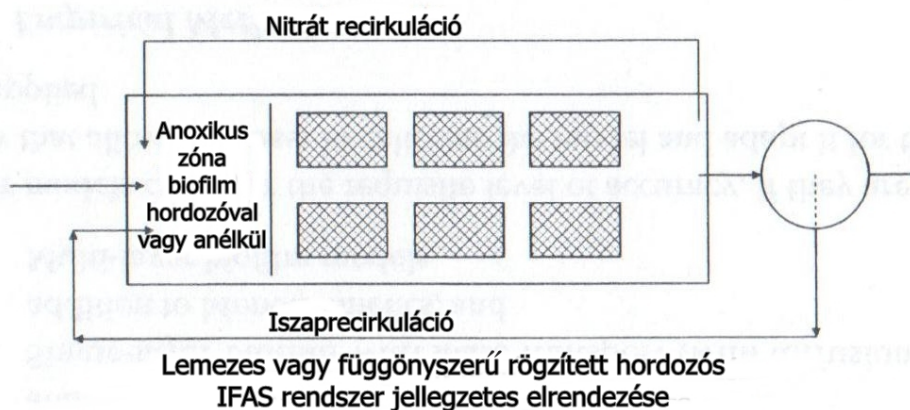 Nitrát recirkuláció
Anoxikus
zóna
biofilm
hordozóval
vagy anélkül
Iszaprecirkuláció
Lemezes vagy függönyszerű rögzített hordozós
IFAS rendszer jellegzetes elrendezése